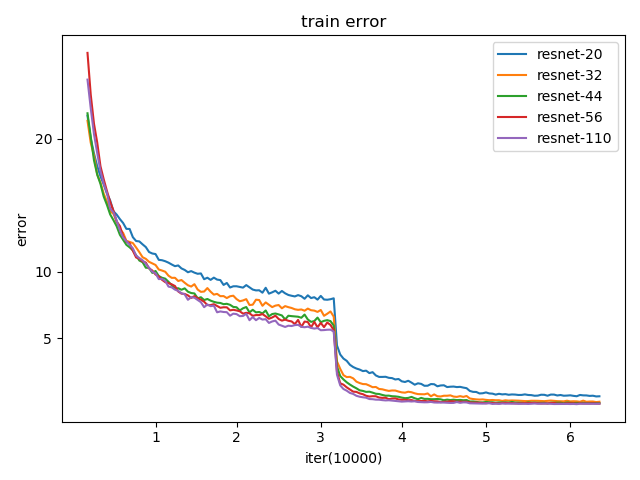 train error
resnet-20
resnet-32
resnet-44
resnet-56
resnet-110
error
20
10
5
1 2 3 4 5 6
iter(10000)